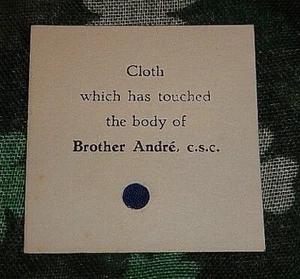 Cloth
which has touched
the body of
Brother André, c.s.c.